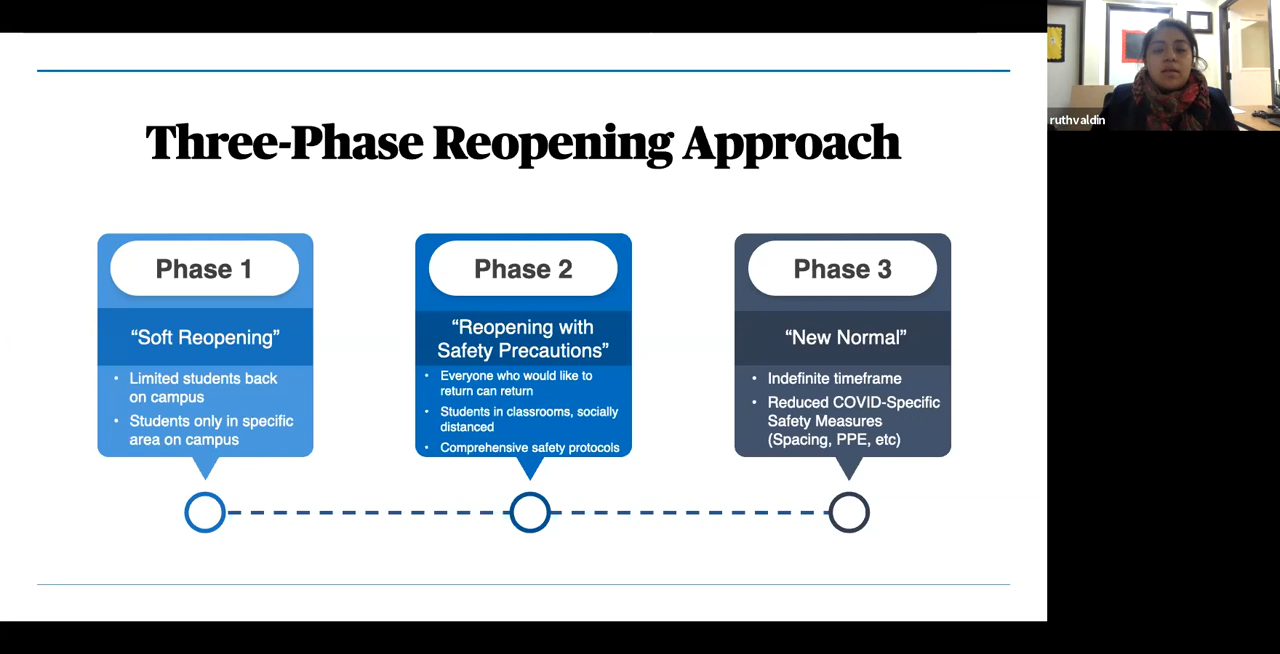 Three-Phase Reopening Approach
Phase 1
“Soft Reopening”
• Limited students back
on campus
• Students only in specific
area on campus
Phase 2
“Reopening with
Safety Precautions”
• Everyone who would like to
return can return
• Students in classrooms, socially
distanced
• Comprehensive safety protocols
Phase 3
“New Normal”
• Indefinite timeframe
• Reduced COVID-Specific
Safety Measures
(Spacing, PPE, etc)
ruthvaldin